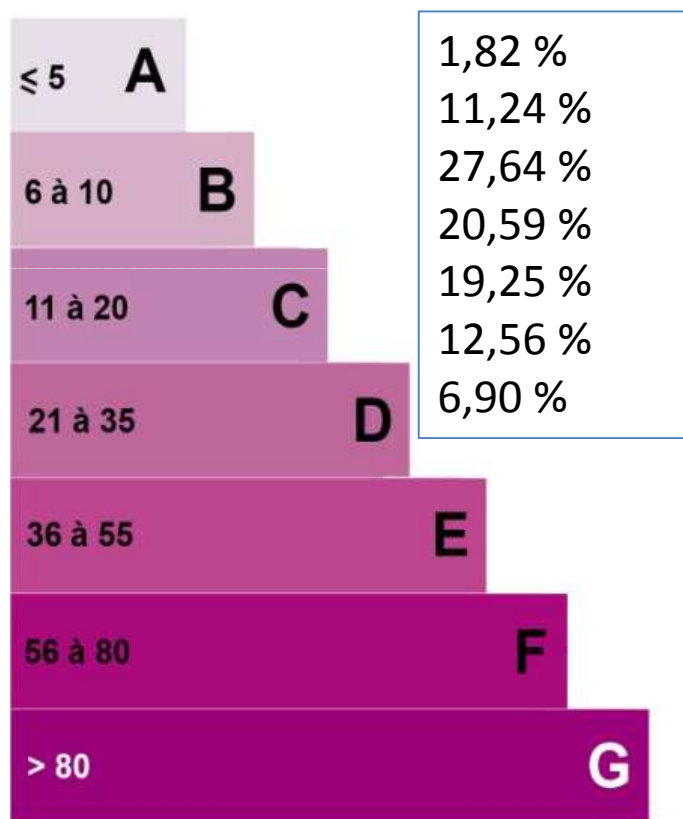 ≤ 5 A
6 à 10 B
11 à 20 C
21 à 35 D
36 à 55 E
56 à 80 F
> 80 G
1,82 %
11,24 %
27,64 %
20,59 %
19,25 %
12,56 %
6,90 %